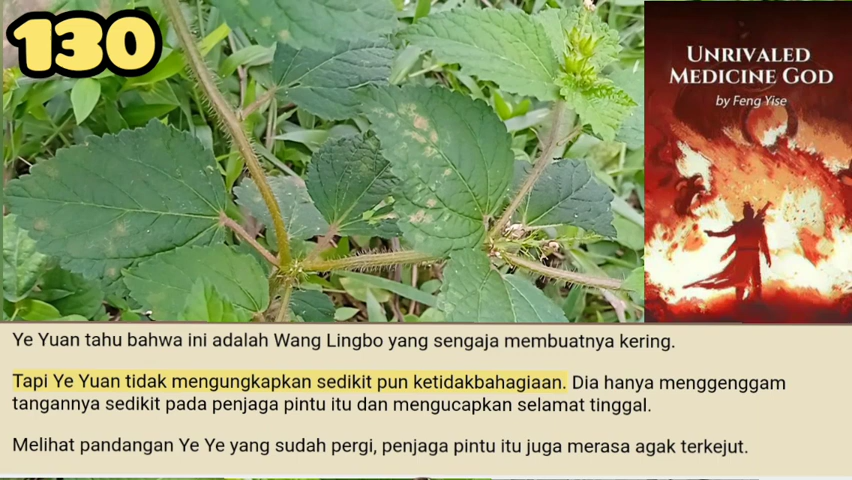 130
UNRIVALED
MEDICINE GOD
by Feng Yise
Ye Yuan tahu bahwa ini adalah Wang Lingbo yang sengaja membuatnya kering.
Tapi Ye Yuan tidak mengungkapkan sedikit pun ketidakbahagiaan. Dia hanya menggenggam
tangannya sedikit pada penjaga pintu itu dan mengucapkan selamat tinggal.
Melihat pandangan Ye Ye yang sudah pergi, penjaga pintu itu juga merasa agak terkejut.